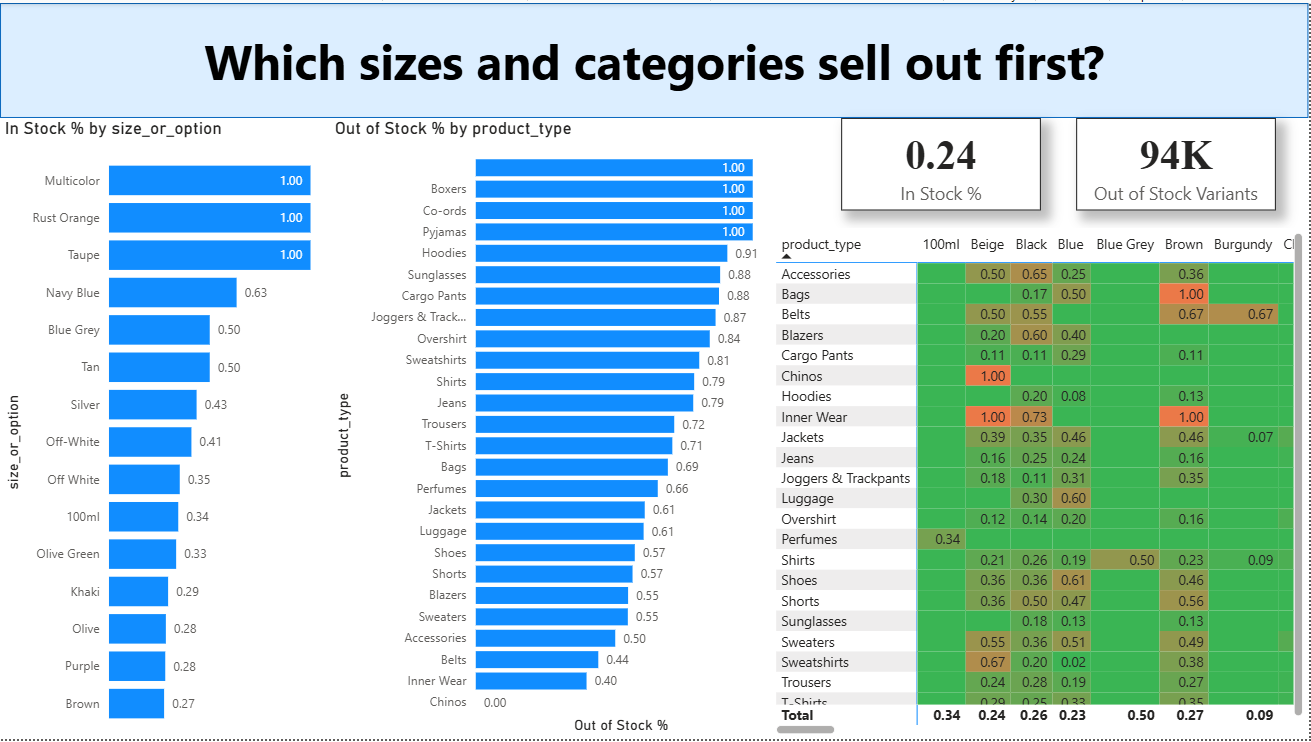 Which sizes and categories sell out first?
In Stock % by size_or_option
size_or_option
Multicolor 1.00
Rust Orange 1.00
Taupe 1.00
Navy Blue 0.63
Blue Grey 0.50
Tan 0.50
Silver 0.43
Off-White 0.41
Off White 0.35
100ml 0.34
Olive Green 0.33
Khaki 0.29
Olive 0.28
Purple 0.28
Brown 0.27
Out of Stock % by product_type
product_type
1.00
Boxers 1.00
Co-ords 1.00
Pyjamas 1.00
Hoodies 0.91
Sunglasses 0.88
Cargo Pants 0.88
Joggers & Track... 0.87
Overshirt 0.84
Sweatshirts 0.81
Shirts 0.79
Jeans 0.79
Trousers 0.72
T-Shirts 0.71
Bags 0.69
Perfumes 0.66
Jackets 0.61
Luggage 0.61
Shoes 0.57
Shorts 0.57
Blazers 0.55
Sweaters 0.55
Accessories 0.50
Belts 0.44
Inner Wear 0.40
Chinos 0.00
Out of Stock %
0.24
In Stock %
94K
Out of Stock Variants
product_type 100ml Beige Black Blue Blue Grey Brown Burgundy
Accessories 0.50 0.65 0.25 0.36
Bags 0.17 0.50 1.00
Belts 0.50 0.55 0.67 0.67
Blazers 0.20 0.60 0.40
Cargo Pants 0.11 0.11 0.29 0.11
Chinos 1.00
Hoodies 0.20 0.08 0.13
Inner Wear 1.00 0.73 1.00
Jackets 0.39 0.35 0.46 0.46 0.07
Jeans 0.16 0.25 0.24 0.16
Joggers & Trackpants 0.18 0.11 0.31 0.35
Luggage 0.30 0.60
Overshirt 0.12 0.14 0.20 0.16
Perfumes 0.34
Shirts 0.21 0.26 0.19 0.50 0.23 0.09
Shoes 0.36 0.36 0.61 0.46
Shorts 0.36 0.50 0.47 0.56
Sunglasses 0.18 0.13 0.13
Sweaters 0.55 0.36 0.51 0.49
Sweatshirts 0.67 0.20 0.02 0.38
Trousers 0.24 0.28 0.19 0.27
T-Shirts 0.29 0.25 0.33 0.35
Total 0.34 0.24 0.26 0.23 0.50 0.27 0.09